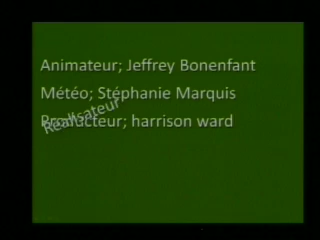 Animateur; Jeffrey Bonenfant
Météo; Stéphanie Marquis
Producteur; harrison ward
Réalisateur